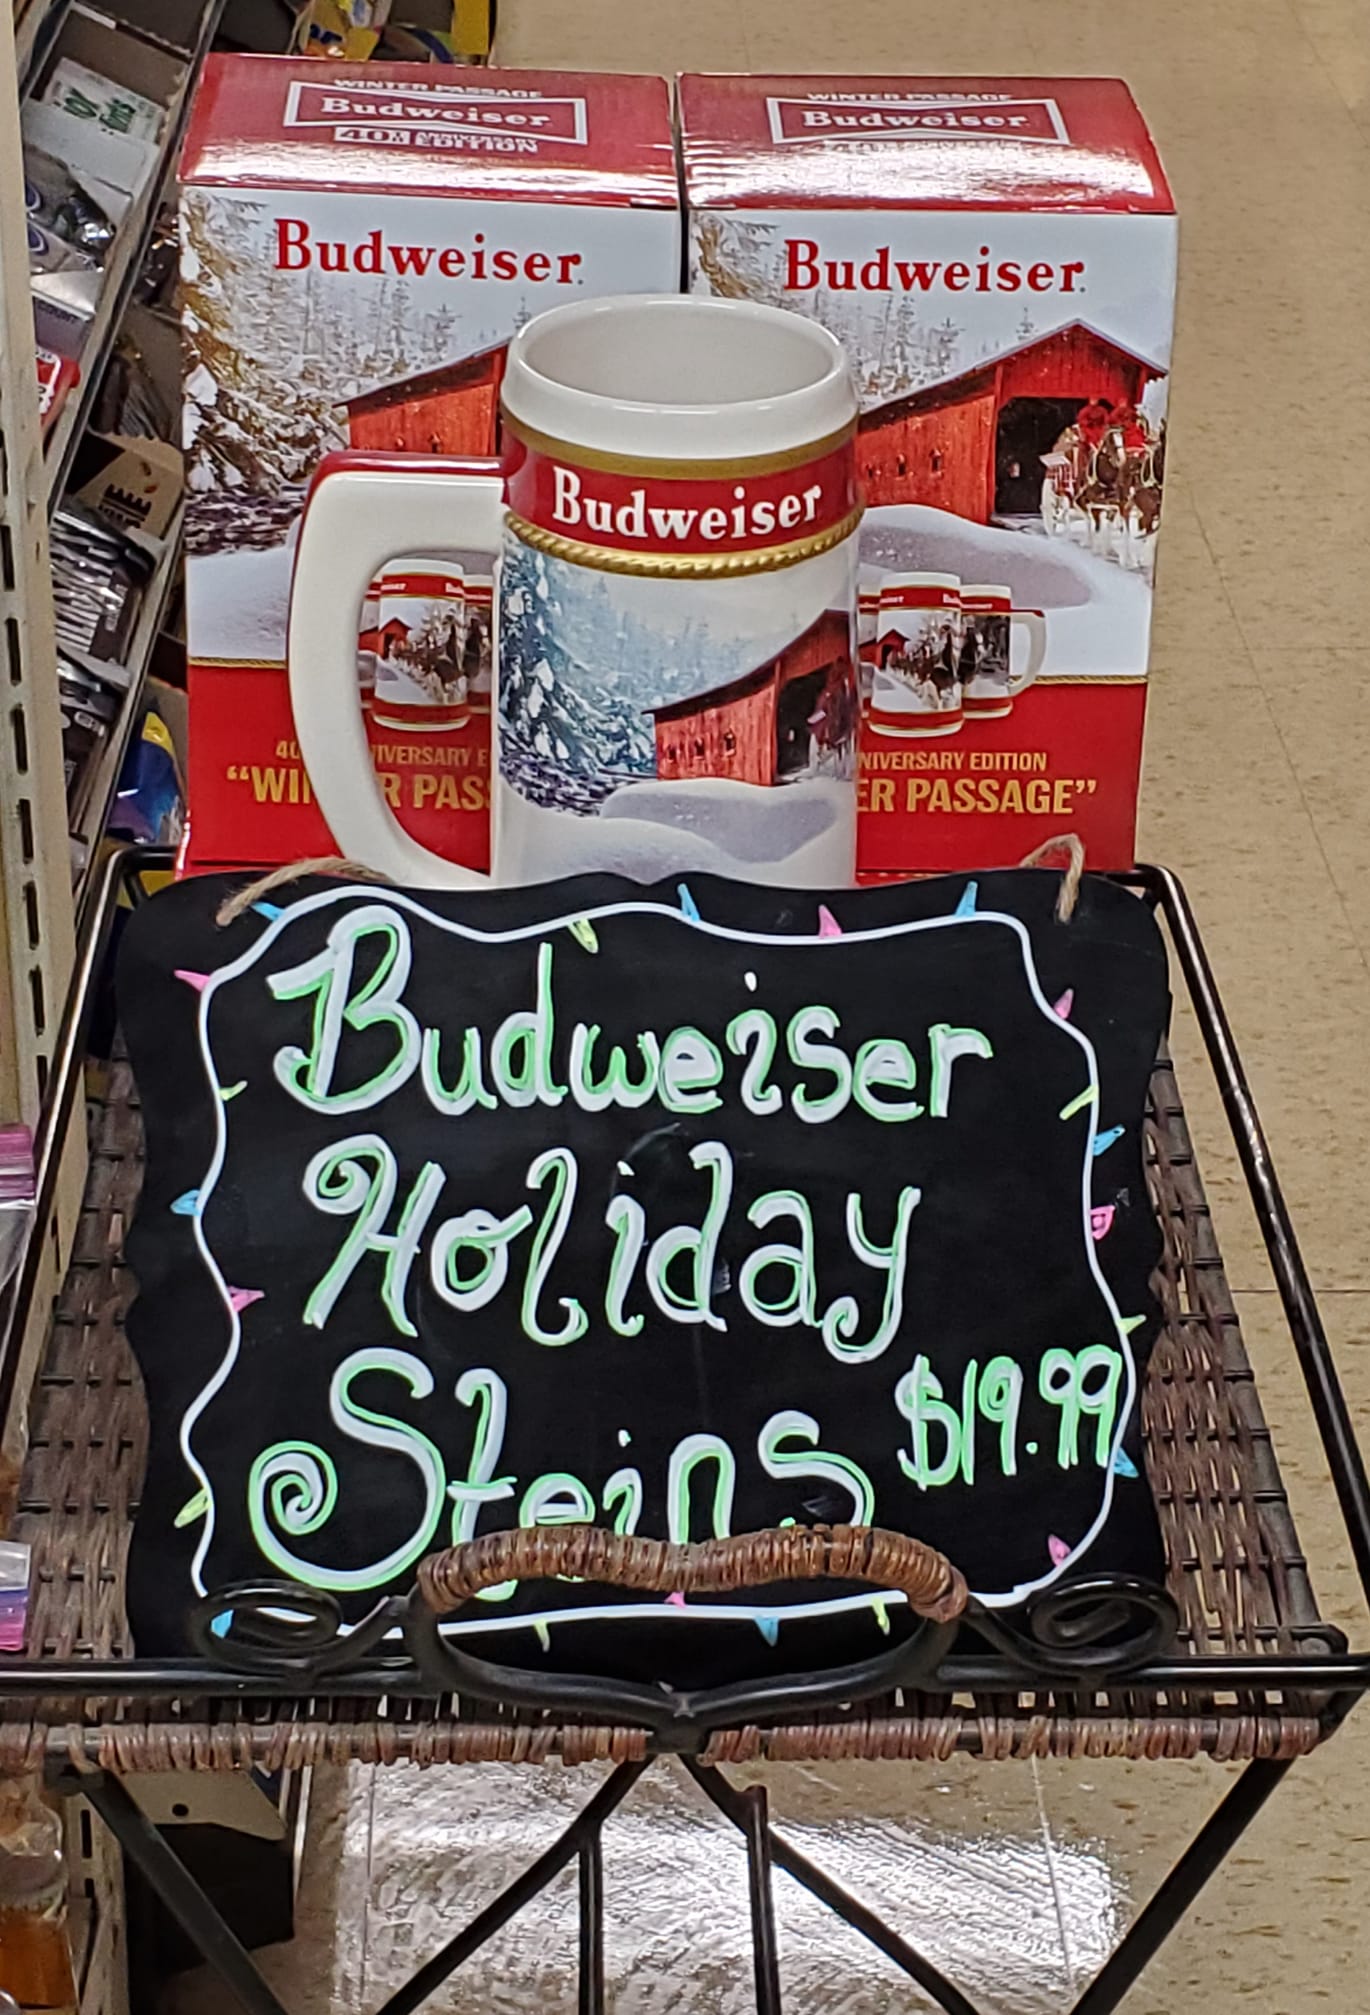 WINTER PASSAGE
Budweiser
40TH ANNIVERSARY
EDITION
WINTER PASSAGE
Budweiser
Budweiser
Budweiser
Budweiser
40
NIVERSARY E
"WI
R PAS
NIVERSARY EDITION
ER PASSAGE"
Budweiser
Holiday
Steins $19.99